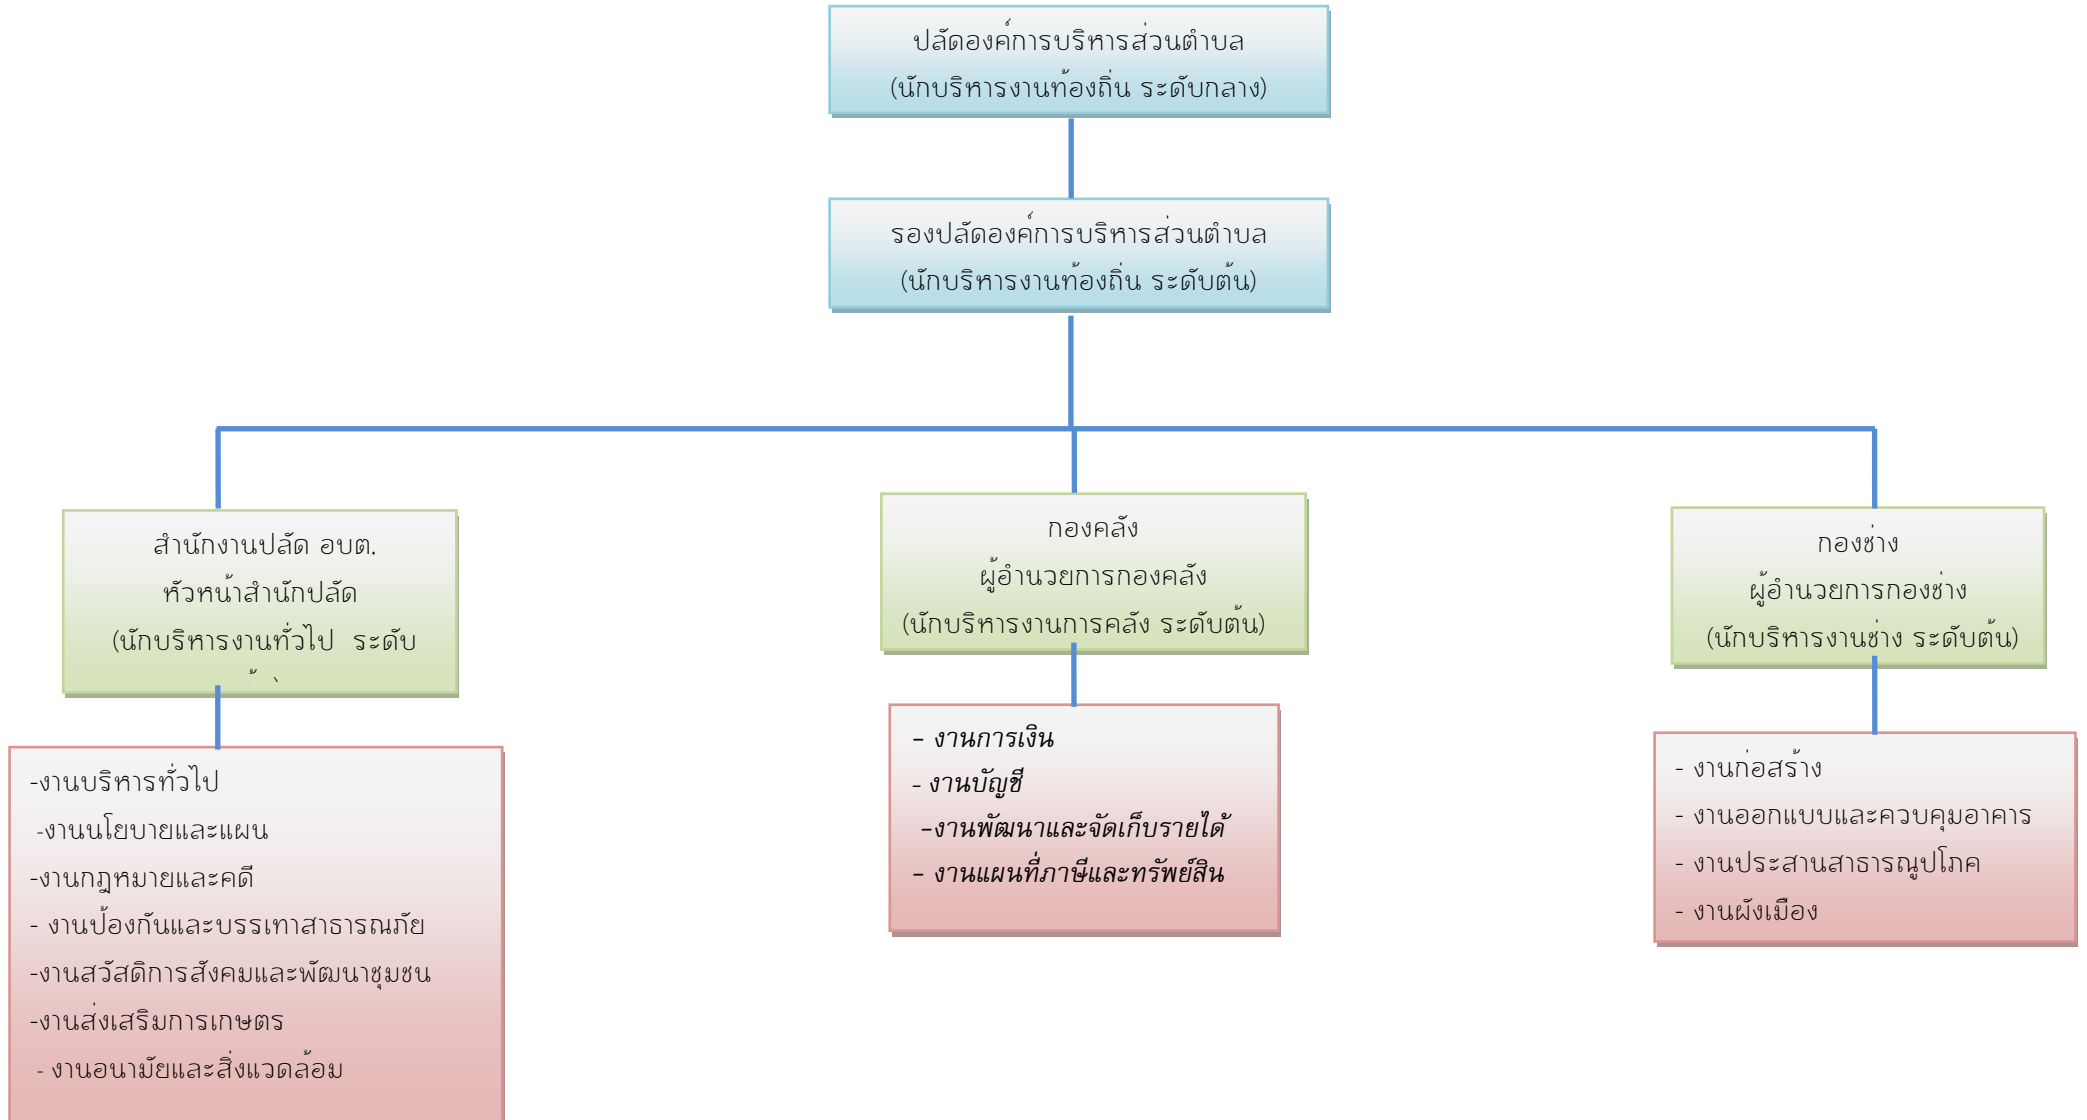 ปลัดองค์การบริหารส่วนตำบล
(นักบริหารงานท้องถิ่น ระดับกลาง)
รองปลัดองค์การบริหารส่วนตำบล
(นักบริหารงานท้องถิ่น ระดับต้น)
สำนักงานปลัด อบต.
หัวหน้าสำนักปลัด
(นักบริหารงานทั่วไป ระดับ
กองคลัง
ผู้อำนวยการกองคลัง
(นักบริหารงานการคลัง ระดับต้น)
กองช่าง
ผู้อำนวยการกองช่าง
(นักบริหารงานช่าง ระดับต้น)
-งานบริหารทั่วไป
-งานนโยบายและแผน
-งานกฎหมายและคดี
- งานป้องกันและบรรเทาสาธารณภัย
-งานสวัสดิการสังคมและพัฒนาชุมชน
-งานส่งเสริมการเกษตร
- งานอนามัยและสิ่งแวดล้อม
- งานการเงิน
- งานบัญชี
-งานพัฒนาและจัดเก็บรายได้
- งานแผนที่ภาษีและทรัพย์สิน
- งานก่อสร้าง
- งานออกแบบและควบคุมอาคาร
- งานประสานสาธารณูปโภค
- งานผังเมือง